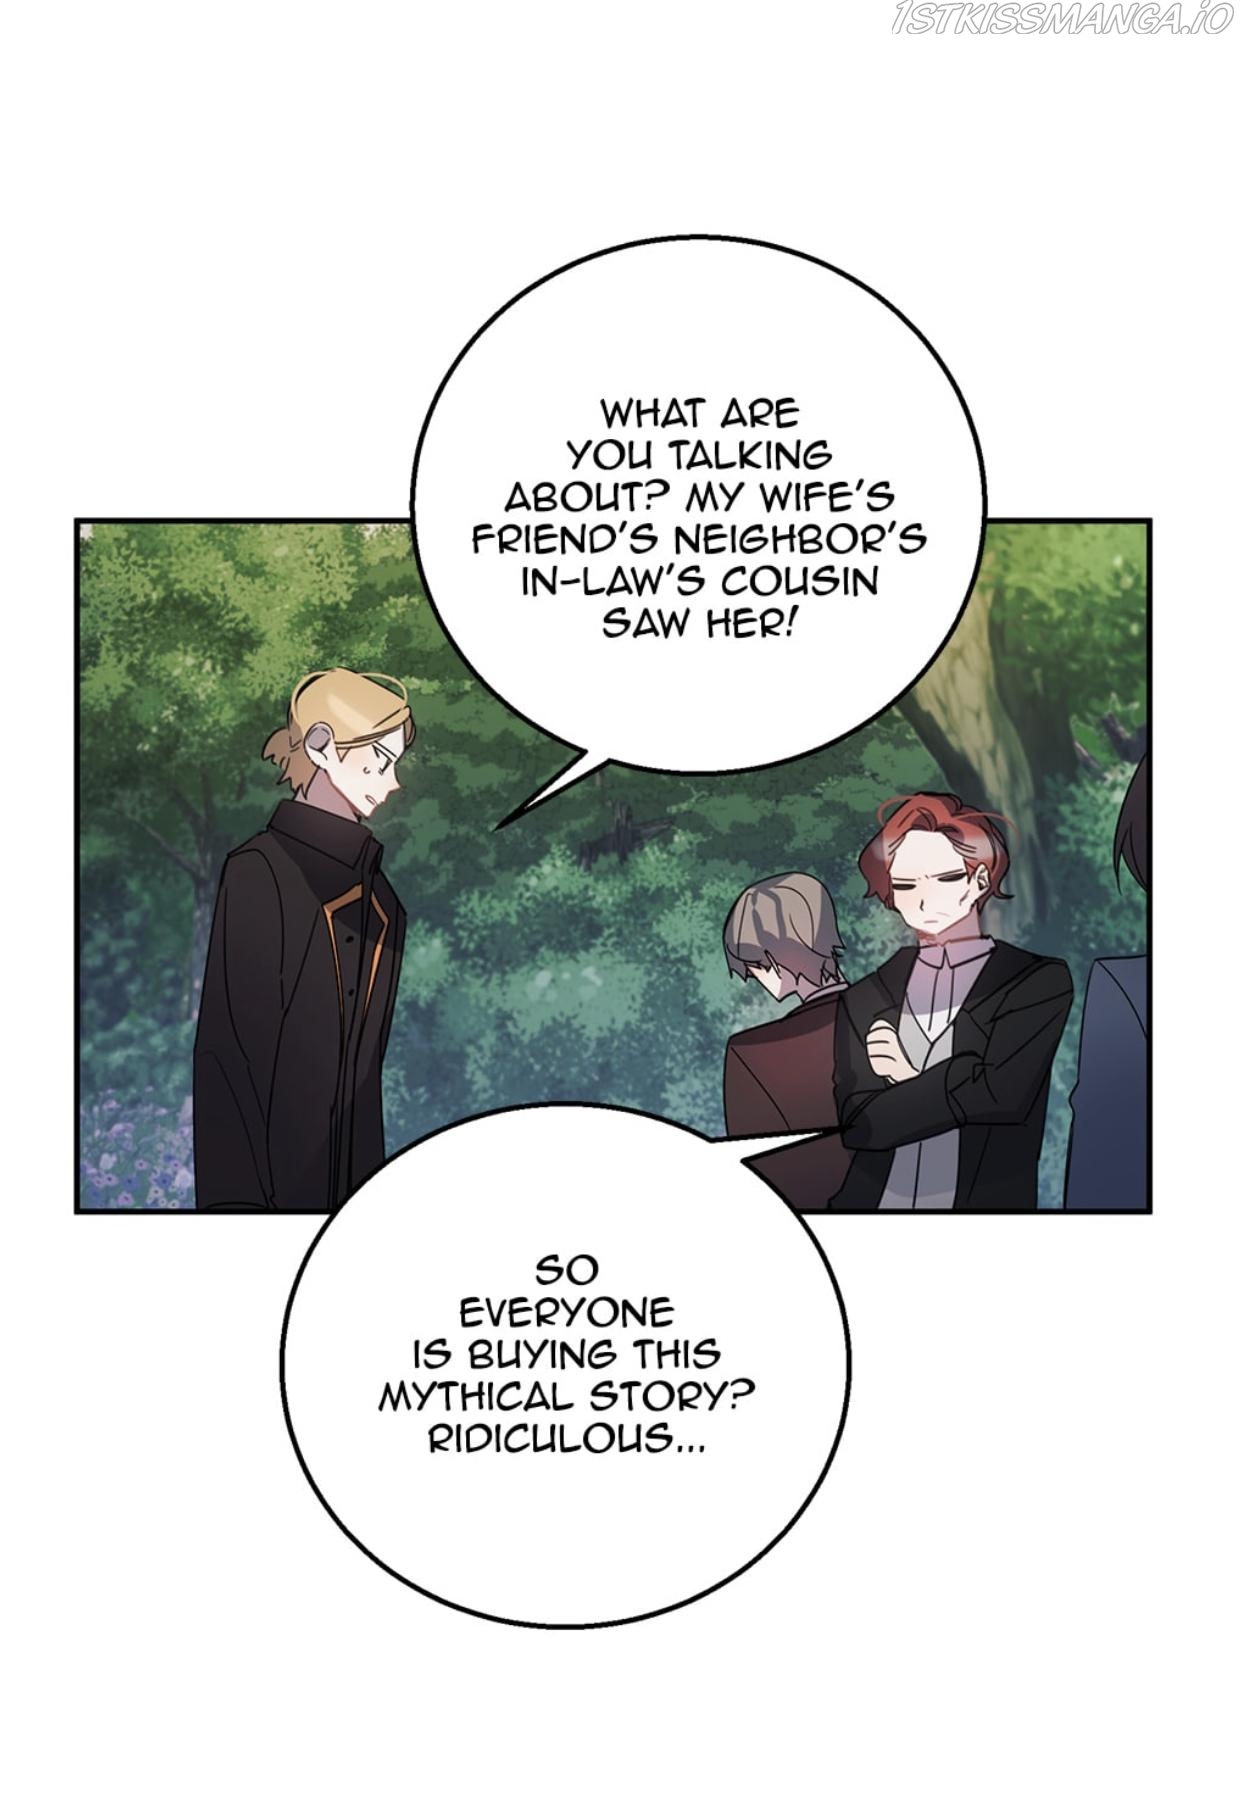 1STKISSMANGA.IO
WHAT ARE
YOU TALKING
ABOUT? MY WIFE'S
FRIEND'S NEIGHBOR'S
IN-LAW'S COUSIN
SAW HER!
SO
EVERYONE
IS BUYING THIS
MYTHICAL STORY?
RIDICULOUS...